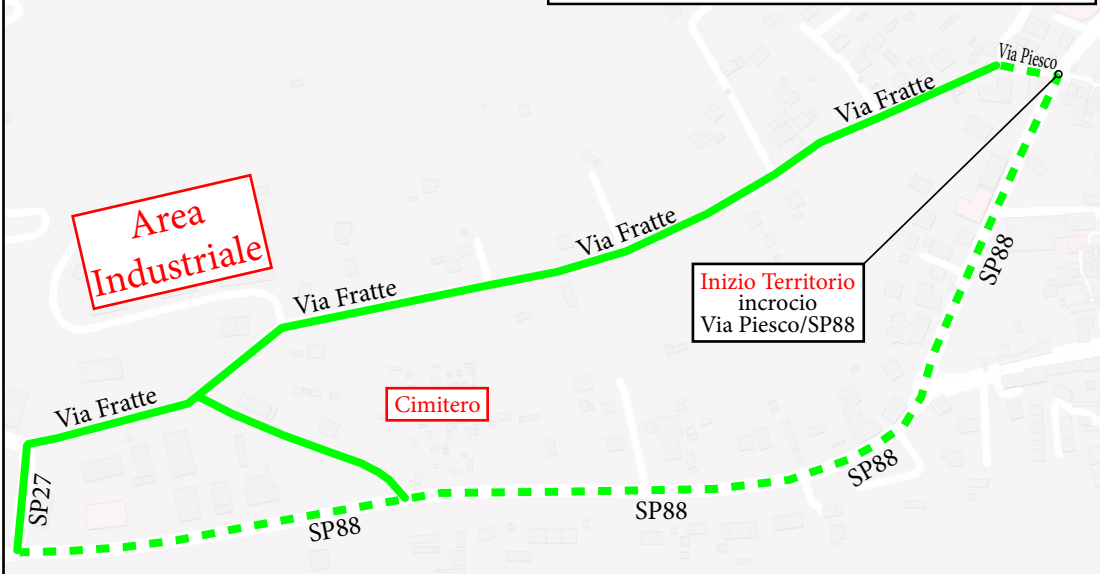 Via Piesco
Via Fratte
Area
Industriale
Via Fratte
SP88
Inizio Territorio
incrocio
Via Piesco/SP88
Via Fratte
Cimitero
Via Fratte
SP88
SP27
SP88
SP88